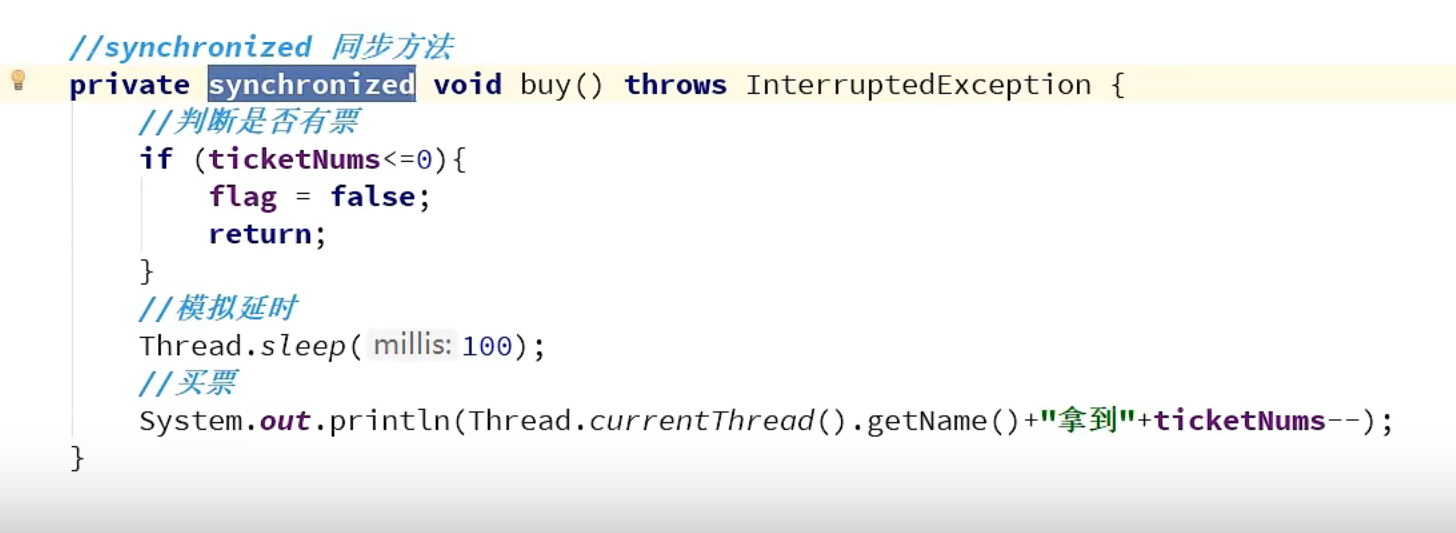 //synchronized 同步方法
private synchronized void buy() throws InterruptedException {
//判断是否有票
if (ticketNums<=0){
flag = false;
return;
}
//模拟延时
Thread.sleep( millis: 100);
//买票
System.out.println(Thread.currentThread().getName()+"拿到"+ticketNums--);
}